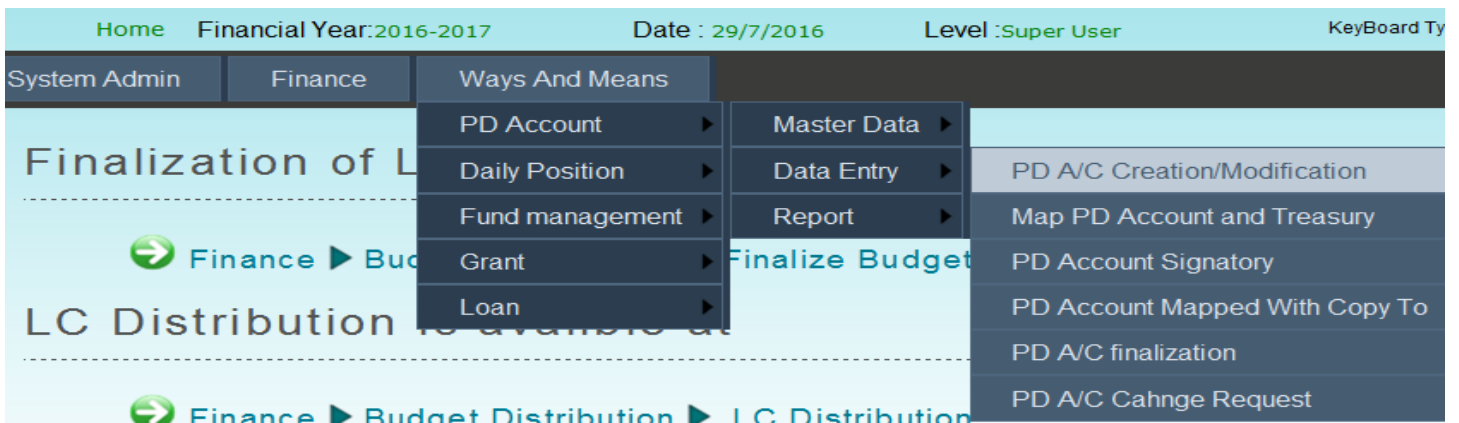 Home Financial Year:2016-2017 Date : 29/7/2016 Level :Super User KeyBoard Ty
System Admin Finance Ways And Means
PD Account Master Data
Finalization of L
Daily Position Data Entry PD A/C Creation/Modification
Fund management Report Map PD Account and Treasury
Finance Bud Grant Finalize Budget PD Account Signatory
Loan PD Account Mapped With Copy To
LC Distribution
PD A/C finalization
PD A/C Cahnge Request
Finance Budget Distribution LC Distribution